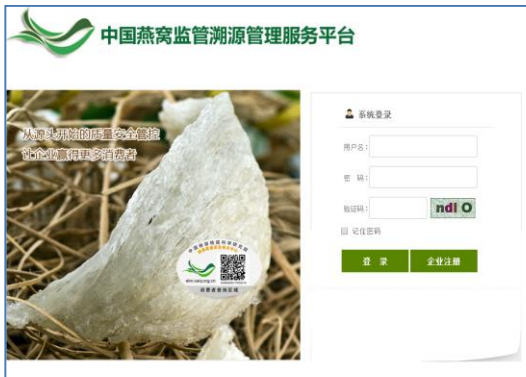 中国燕窝监管溯源管理服务平台
从源头开始的质量安全管控
让企业赢得更多消费者
系统登录
用户名：
密 码：
验证码：
ndl O
记住密码
登 录
企业注册